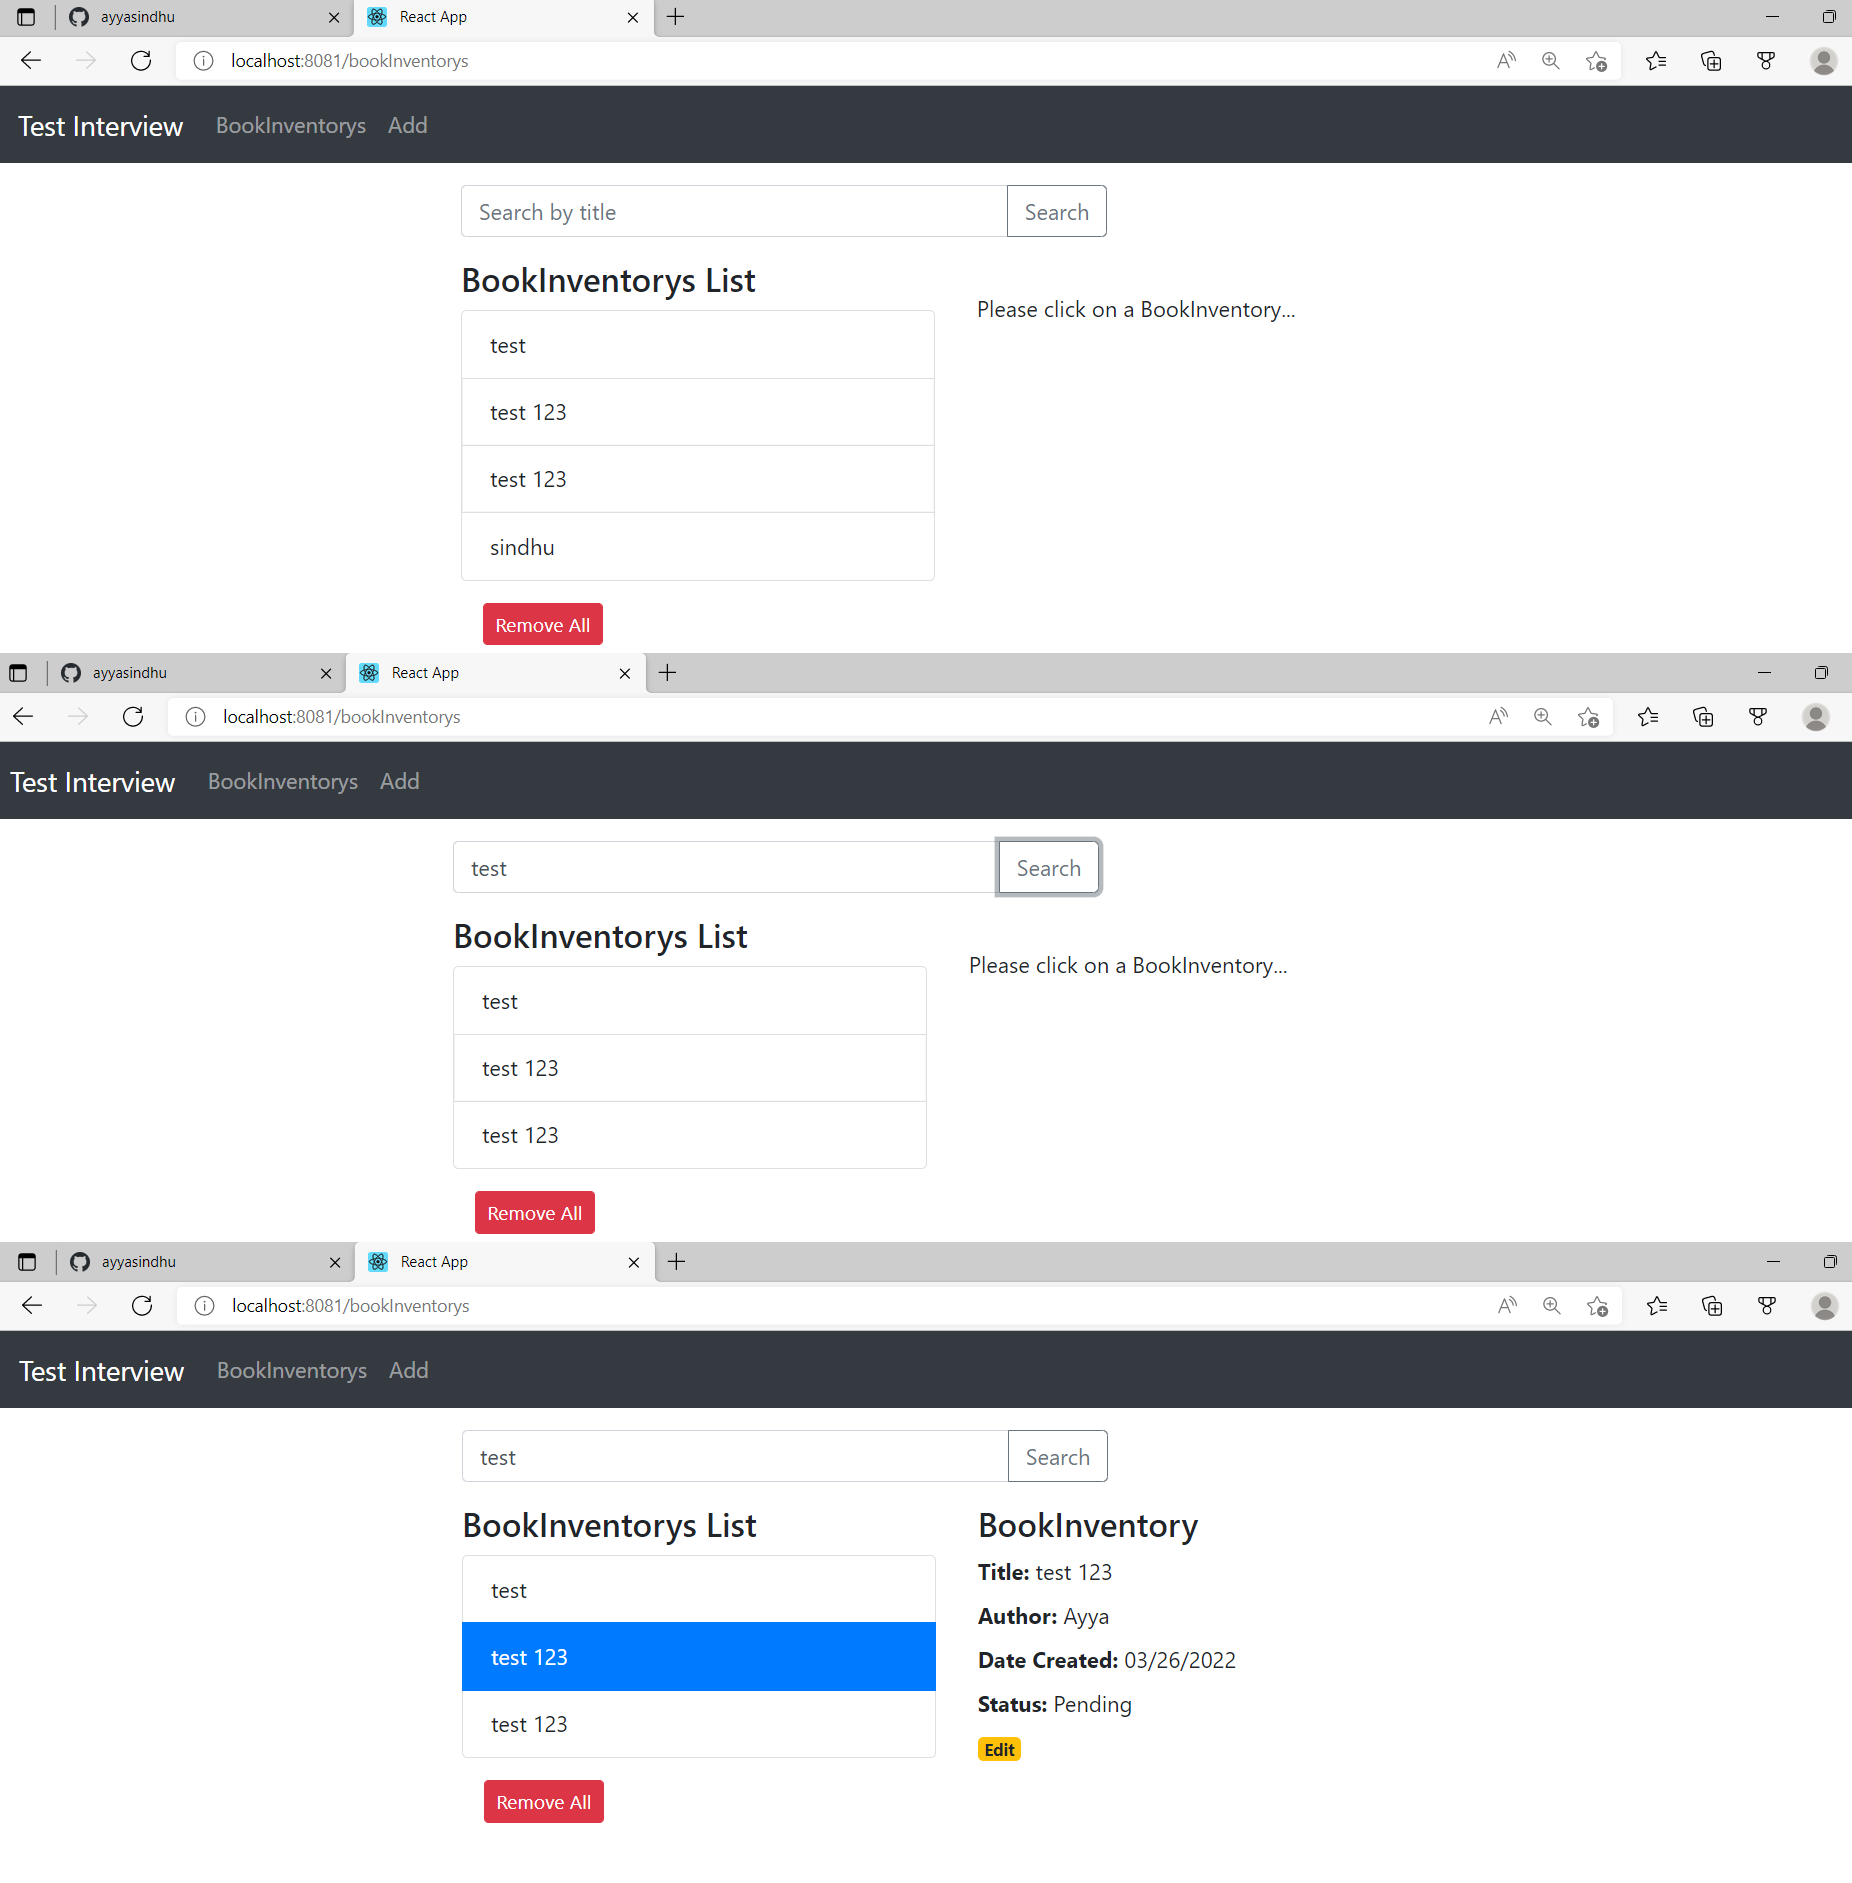 ayyasindhu React App
localhost:8081/bookInventorys
Test Interview BookInventorys Add
Search by title Search
BookInventorys List
Please click on a BookInventory...
test
test 123
test 123
sindhu
Remove All
ayyasindhu React App
localhost:8081/bookInventorys
Test Interview BookInventorys Add
test Search
BookInventorys List
Please click on a BookInventory...
test
test 123
test 123
Remove All
ayyasindhu React App
localhost:8081/bookInventorys
Test Interview BookInventorys Add
test Search
BookInventorys List
test
test 123
test 123
Remove All
BookInventory
Title: test 123
Author: Ayya
Date Created: 03/26/2022
Status: Pending
Edit